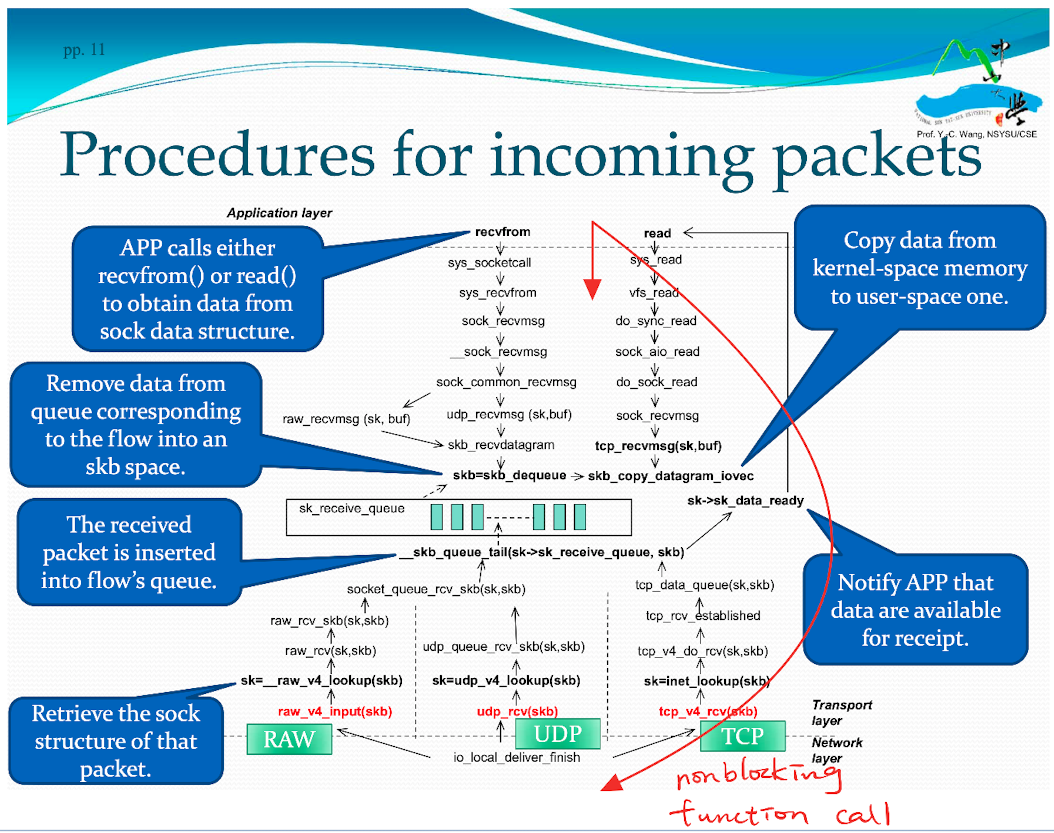 pp. 11
Prof. Y.-C. Wang, NSYSU/CSE
Procedures for incoming packets
Application layer
APP calls either
recvfrom() or read()
to obtain data from
sock data structure.
Remove data from
queue corresponding
to the flow into an
skb space.
The received
packet is inserted
into flow's queue.
Retrieve the sock
structure of that
packet.
recvfrom
sys_socketcall
sys_recvfrom
sock_recvmsg
__sock_recvmsg
sock_common_recvmsg
raw_recvmsg (sk, buf)
udp_recvmsg (sk,buf)
skb_recvdatagram
skb=skb_dequeue
read
sys_read
vfs_read
do_sync_read
sock_aio_read
do_sock_read
sock_recvmsg
tcp_recvmsg(sk,buf)
skb_copy_datagram_iovec
sk->sk_data_ready
Copy data from
kernel-space memory
to user-space one.
Notify APP that
data are available
for receipt.
sk_receive_queue
__skb_queue_tail(sk->sk_receive_queue, skb)
socket_queue_rcv_skb(sk,skb)
raw_rcv_skb(sk,skb)
raw_rcv(sk,skb)
sk=__raw_v4_lookup(skb)
raw_v4_input(skb)
RAW
udp_queue_rcv_skb(sk,skb)
sk=udp_v4_lookup(skb)
udp_rcv(skb)
UDP
tcp_data_queue(sk,skb)
tcp_rcv_established
tcp_v4_do_rcv(sk,skb)
sk=inet_lookup(skb)
tcp_v4_rcv(skb)
TCP
io_local_deliver_finish
Transport
layer
Network
layer
nonblocking
function call